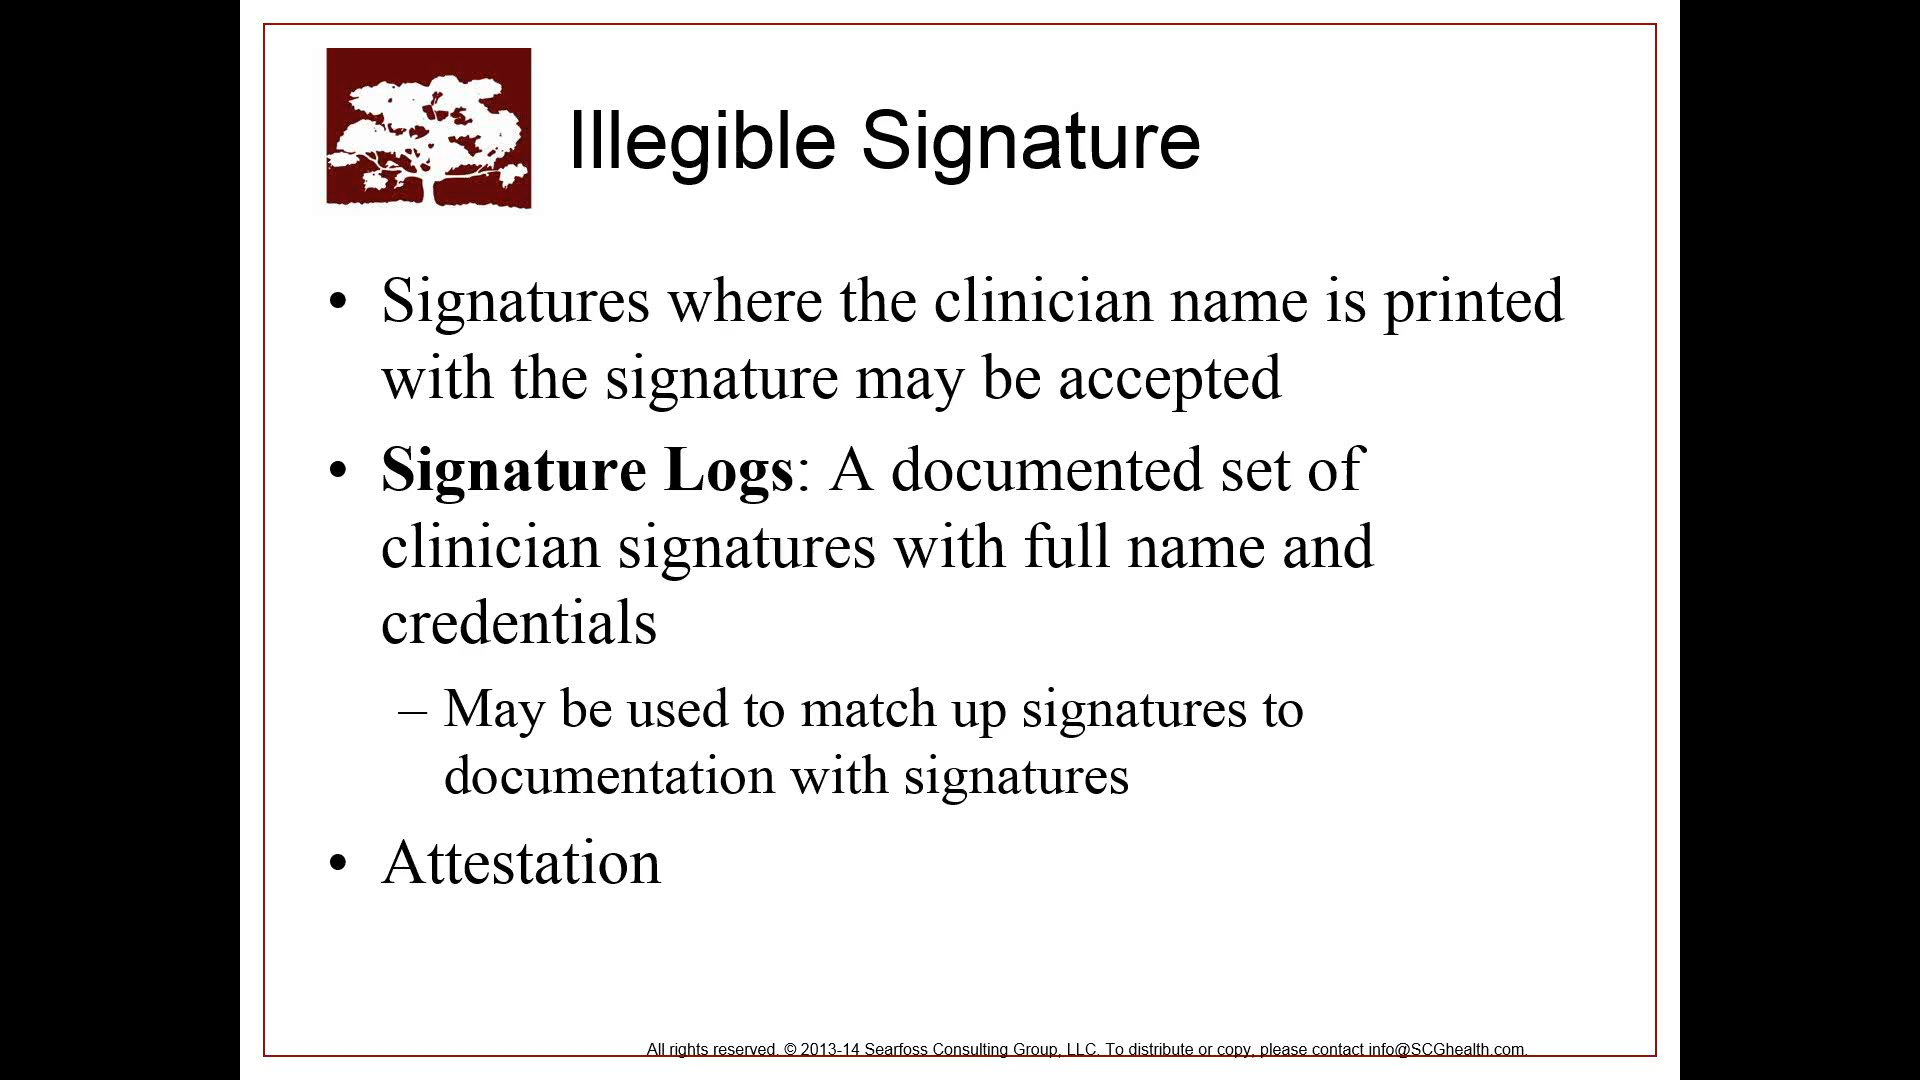 Illegible Signature
• Signatures where the clinician name is printed
with the signature may be accepted
• Signature Logs: A documented set of
clinician signatures with full name and
credentials
– May be used to match up signatures to
documentation with signatures
• Attestation
All rights reserved. © 2013-14 Searfoss Consulting Group, LLC. To distribute or copy, please contact info@SCGhealth.com.